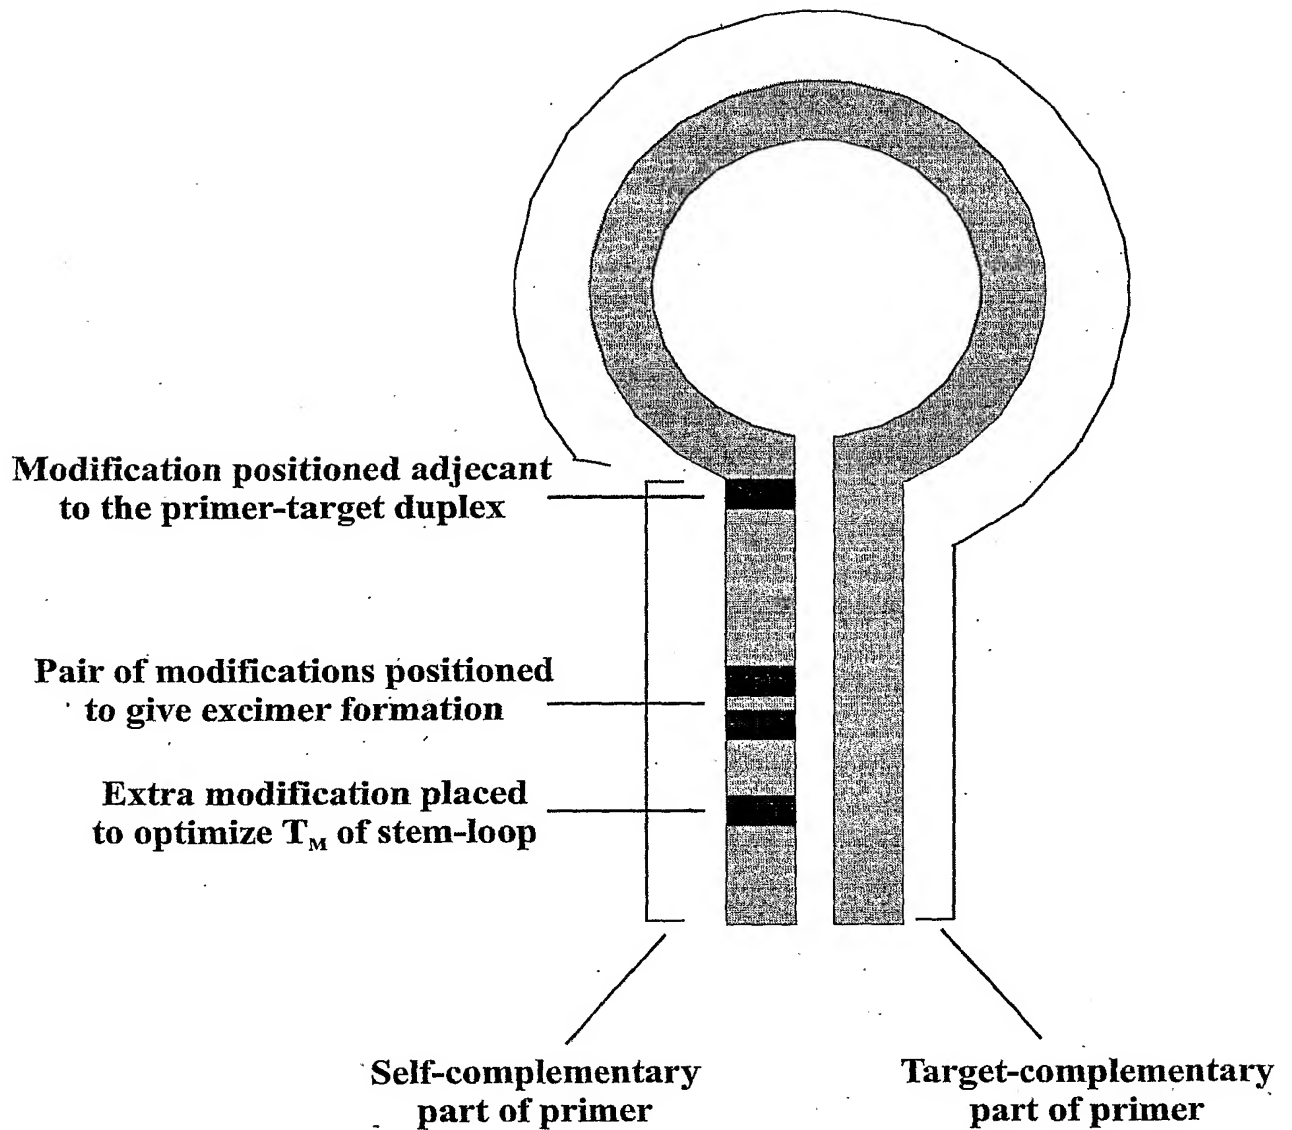 Modification positioned adjecant
to the primer-target duplex
Pair of modifications positioned
to give excimer formation
Extra modification placed
to optimize TM of stem-loop
Self-complementary
part of primer
Target-complementary
part of primer